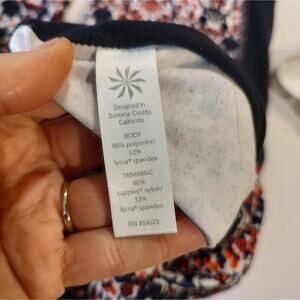 Designed in
Sonoma County,
California
BODY
88% polyester/
12%
lycra® spandex
TRIMMING
88%
supplex® nylon/
12%
lycra® spandex
RN #54023